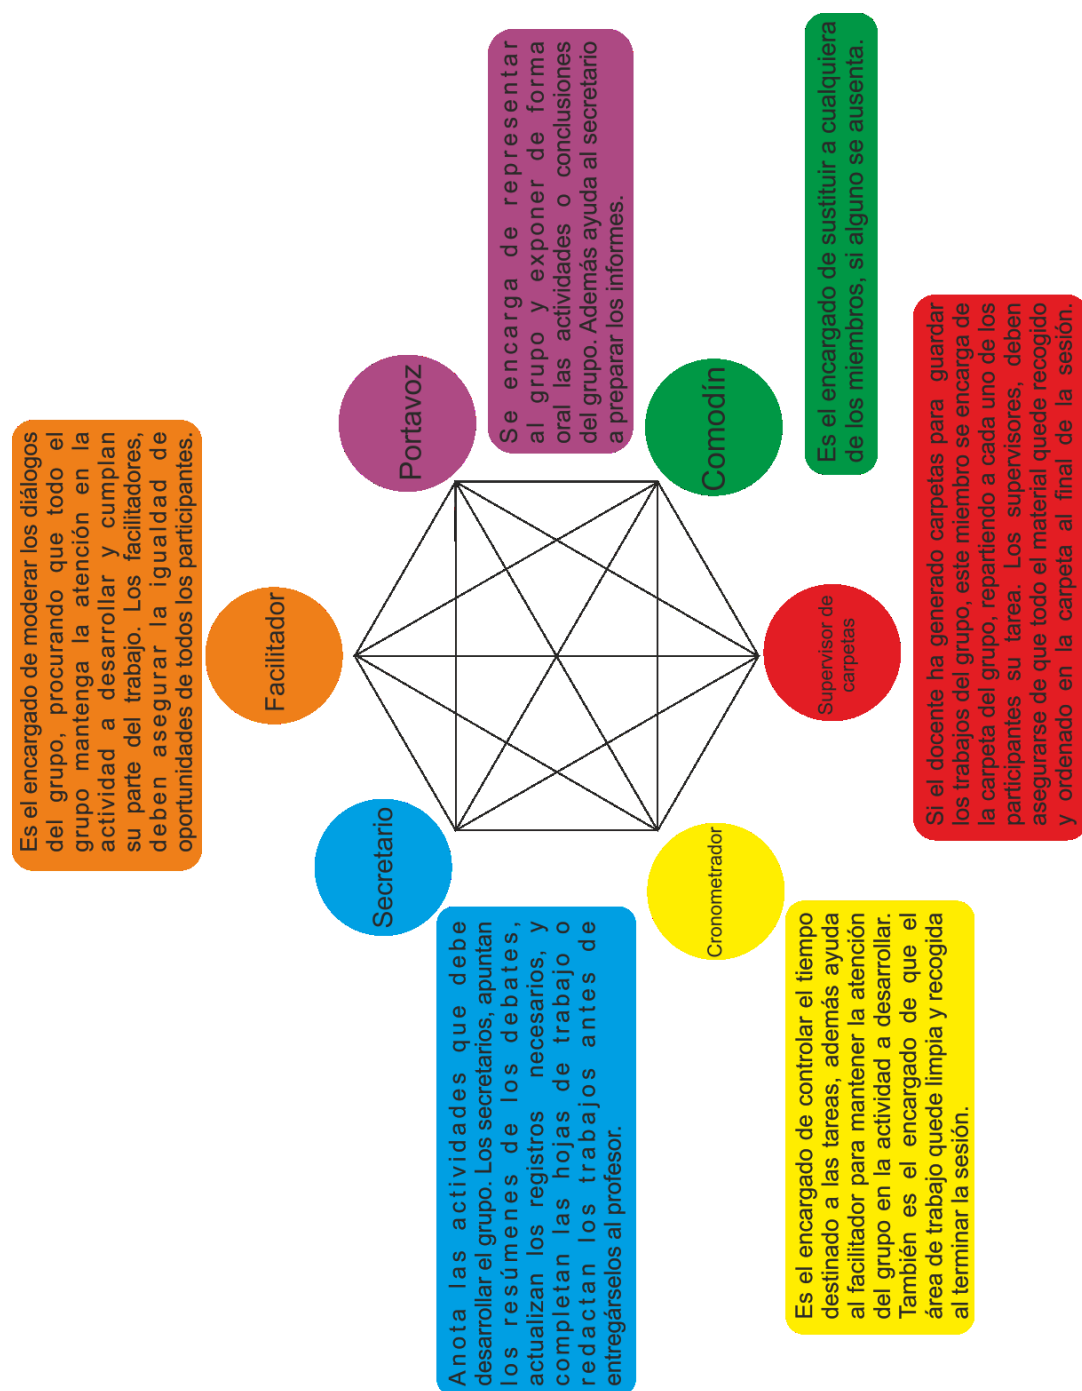 Es el encargado de moderar los diálogos
del grupo, procurando que todo el
grupo mantenga la atención en la
actividad a desarrollar y cumplan
su parte del trabajo. Los facilitadores,
deben asegurar la igualdad de
oportunidades de todos los participantes.
Facilitador
Secretario
Anota las actividades que debe
desarrollar el grupo. Los secretarios, apuntan
los resúmenes de los debates,
actualizan los registros necesarios, y
completan las hojas de trabajo o
redactan los trabajos antes de
entregárselos al profesor.
Portavoz
Se encarga de representar
al grupo y exponer de forma
oral las actividades o conclusiones
del grupo. Además ayuda al secretario
a preparar los informes.
Cronometrador
Es el encargado de controlar el tiempo
destinado a las tareas, además ayuda
al facilitador para mantener la atención
del grupo en la actividad a desarrollar.
También es el encargado de que el
área de trabajo quede limpia y recogida
al terminar la sesión.
Comodín
Es el encargado de sustituir a cualquiera
de los miembros, si alguno se ausenta.
Supervisor de
carpetas
Si el docente ha generado carpetas para guardar
los trabajos del grupo, este miembro se encarga de
la carpeta del grupo, repartiendo a cada uno de los
participantes su tarea. Los supervisores, deben
asegurarse de que todo el material quede recogido
y ordenado en la carpeta al final de la sesión.